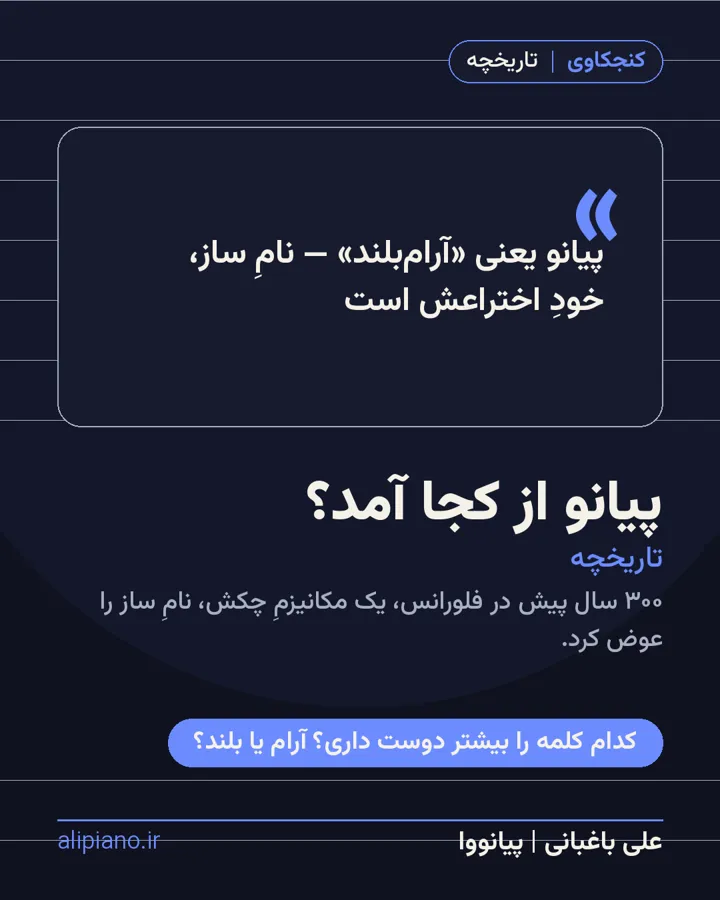 کنجکاوی | تاریخچه
«
پیانو یعنی «آرام‌بلند» — نامِ ساز،
خودِ اختراعش است
پیانو از کجا آمد؟
تاریخچه
۳۰۰ سال پیش در فلورانس، یک مکانیزمِ چکش، نامِ ساز را
عوض کرد.
کدام کلمه را بیشتر دوست داری؟ آرام یا بلند؟
علی باغبانی | پیانووا
alipiano.ir